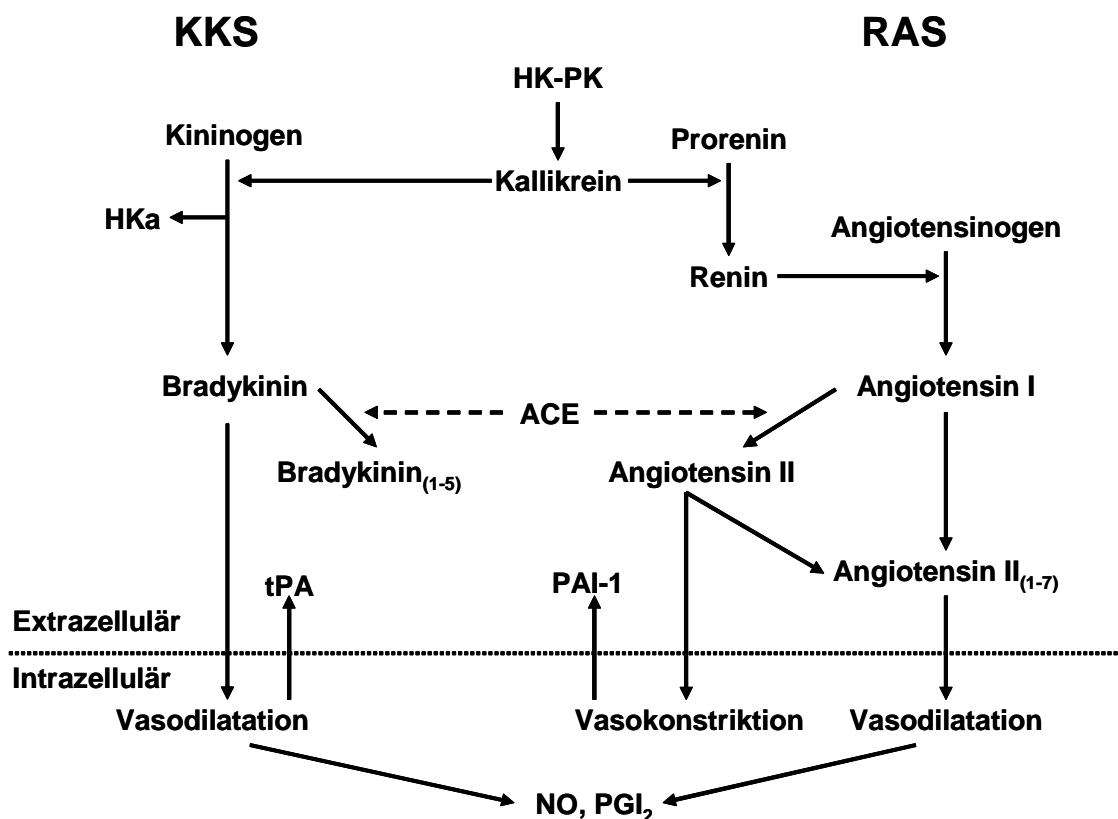 KKS
RAS
HK-PK
Kininogen
Prorenin
Kallikrein
HKa
Angiotensinogen
Renin
Bradykinin
Angiotensin I
ACE
Bradykinin(1-5)
Angiotensin II
Angiotensin II(1-7)
tPA
PAI-1
Extrazellulär
Intrazellulär
Vasodilatation
Vasokonstriktion
Vasodilatation
NO, PGI2